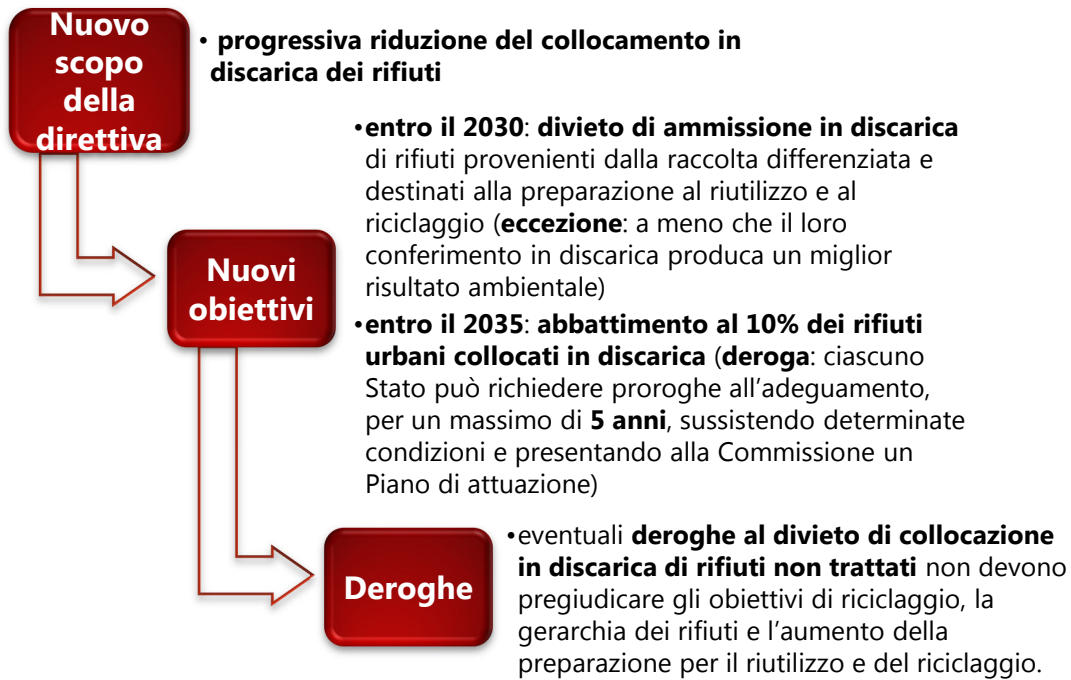 Nuovo
scopo
della
direttiva
• progressiva riduzione del collocamento in
discarica dei rifiuti
Nuovi
obiettivi
•entro il 2030: divieto di ammissione in discarica
di rifiuti provenienti dalla raccolta differenziata e
destinati alla preparazione al riutilizzo e al
riciclaggio (eccezione: a meno che il loro
conferimento in discarica produca un miglior
risultato ambientale)
•entro il 2035: abbattimento al 10% dei rifiuti
urbani collocati in discarica (deroga: ciascuno
Stato può richiedere proroghe all’adeguamento,
per un massimo di 5 anni, sussistendo determinate
condizioni e presentando alla Commissione un
Piano di attuazione)
Deroghe
•eventuali deroghe al divieto di collocazione
in discarica di rifiuti non trattati non devono
pregiudicare gli obiettivi di riciclaggio, la
gerarchia dei rifiuti e l’aumento della
preparazione per il riutilizzo e del riciclaggio.